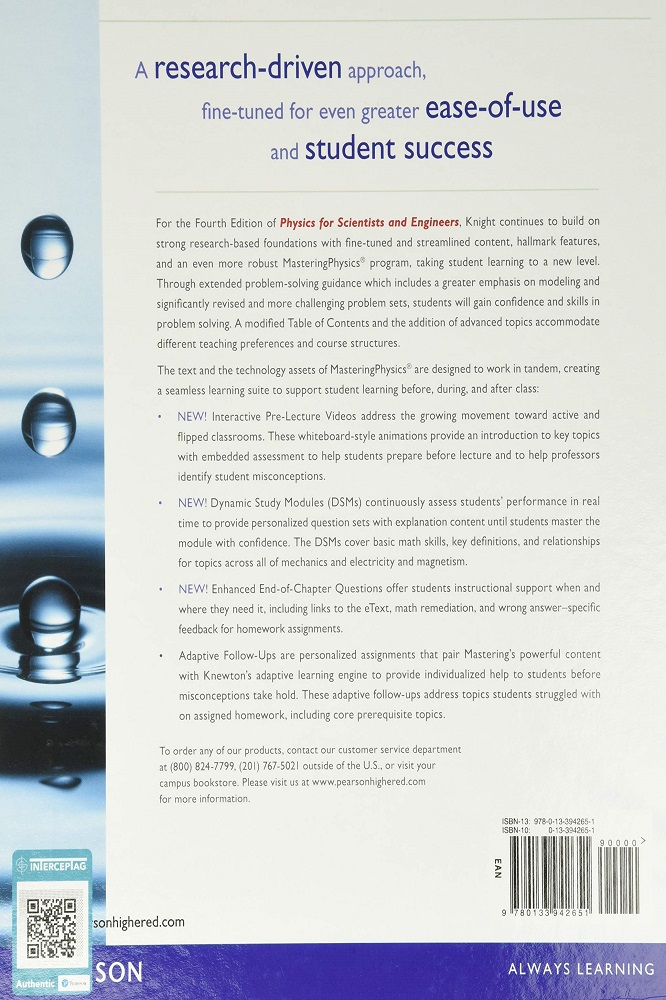 A research-driven approach,
fine-tuned for even greater ease-of-use
and student success
For the Fourth Edition of Physics for Scientists and Engineers, Knight continues to build on
strong research-based foundations with fine-tuned and streamlined content, hallmark features,
and an even more robust MasteringPhysics® program, taking student learning to a new level.
Through extended problem-solving guidance which includes a greater emphasis on modeling and
significantly revised and more challenging problem sets, students will gain confidence and skills in
problem solving. A modified Table of Contents and the addition of advanced topics accommodate
different teaching preferences and course structures.
The text and the technology assets of MasteringPhysics® are designed to work in tandem, creating
a seamless learning suite to support student learning before, during, and after class:
• NEW! Interactive Pre-Lecture Videos address the growing movement toward active and
flipped classrooms. These whiteboard-style animations provide an introduction to key topics
with embedded assessment to help students prepare before lecture and to help professors
identify student misconceptions.
• NEW! Dynamic Study Modules (DSMs) continuously assess students' performance in real
time to provide personalized question sets with explanation content until students master the
module with confidence. The DSMs cover basic math skills, key definitions, and relationships
for topics across all of mechanics and electricity and magnetism.
• NEW! Enhanced End-of-Chapter Questions offer students instructional support when and
where they need it, including links to the eText, math remediation, and wrong answer–specific
feedback for homework assignments.
• Adaptive Follow-Ups are personalized assignments that pair Mastering's powerful content
with Knewton's adaptive learning engine to provide individualized help to students before
misconceptions take hold. These adaptive follow-ups address topics students struggled with
on assigned homework, including core prerequisite topics.
To order any of our products, contact our customer service department
at (800) 824-7799, (201) 767-5021 outside of the U.S., or visit your
campus bookstore. Please visit us at www.pearsonhighered.com
for more information.
ISBN-13: 978-0-13-394265-1
ISBN-10: 0-13-394265-1
90000>
EAN
9 780133 942651
INTERCEPTAG
Authentic Pearson
rsonhighered.com
SON
ALWAYS LEARNING